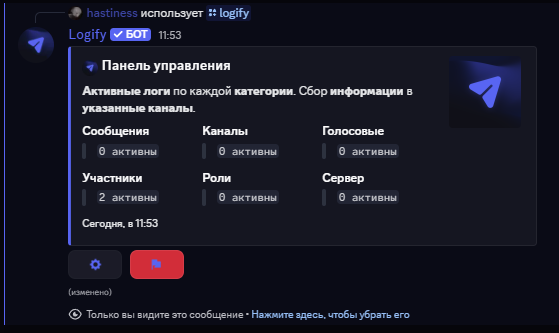 hastiness использует logify
Logify БОТ 11:53
Панель управления
Активные логи по каждой категории. Сбор информации в
указанные каналы.
Сообщения Каналы Голосовые
0 активны 0 активны 0 активны
Участники Роли Сервер
2 активны 0 активны 0 активны
Сегодня, в 11:53
(изменено)
Только вы видите это сообщение • Нажмите здесь, чтобы убрать его